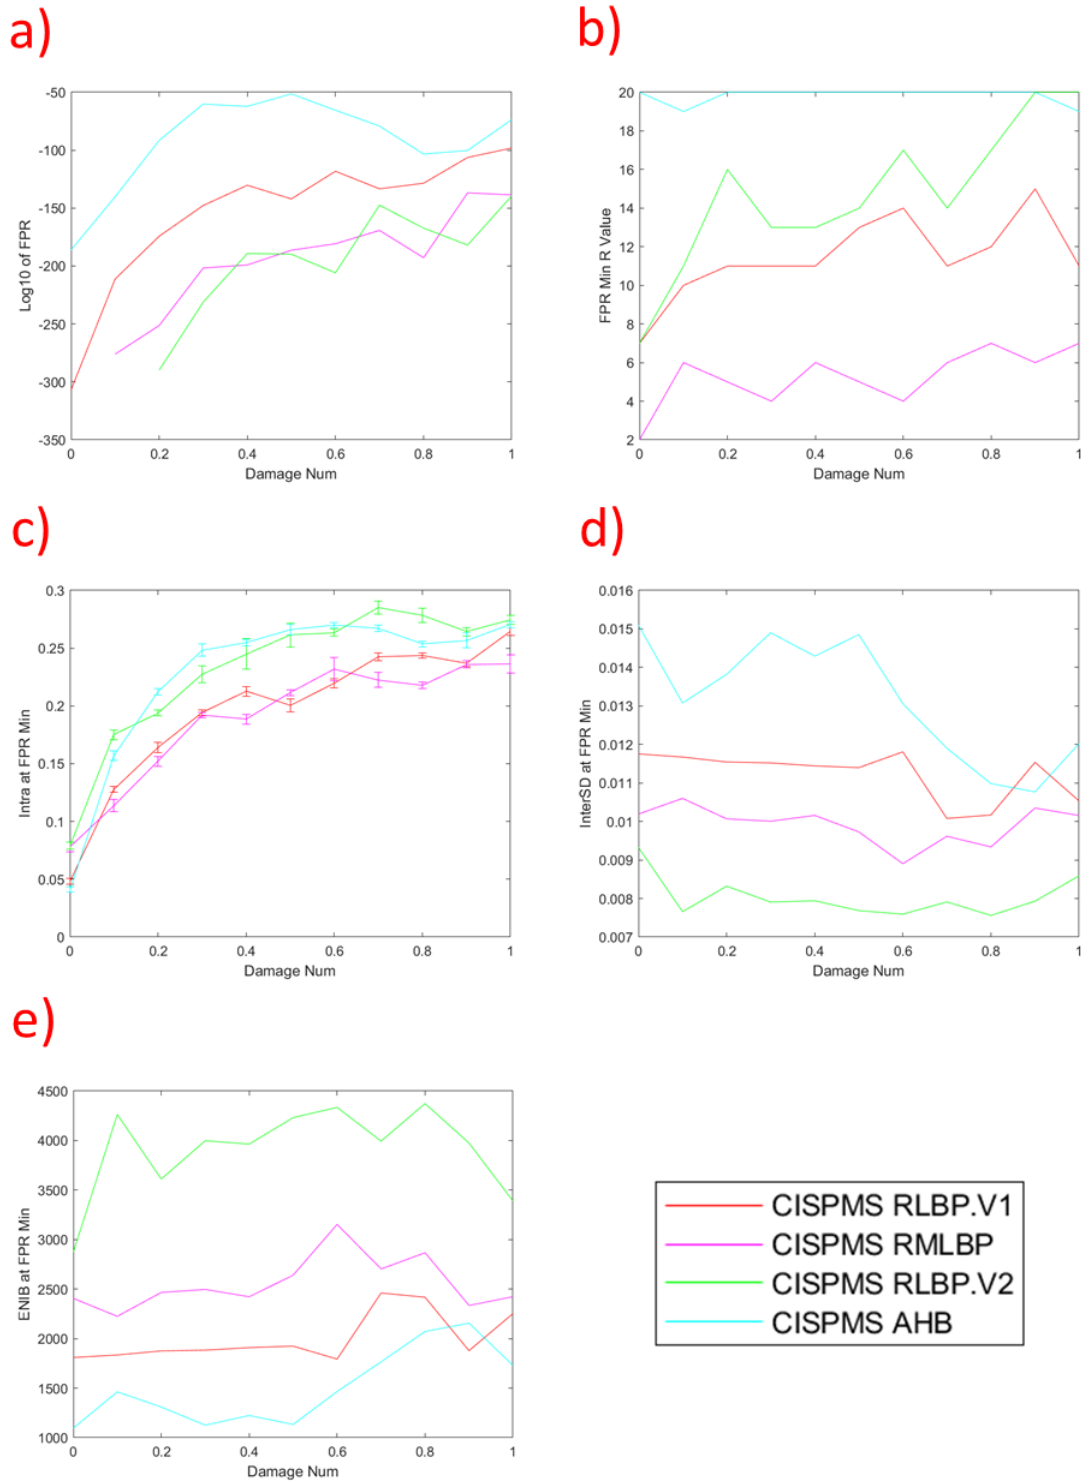 a)
-50
-100
-150
-200
-250
-300
-350
Log10 of FPR
0 0.2 0.4 0.6 0.8 1
Damage Num
b)
20
18
16
14
12
10
8
6
4
2
FPR Min R Value
0 0.2 0.4 0.6 0.8 1
Damage Num
c)
0.3
0.25
0.2
0.15
0.1
0.05
0
Intra at FPR Min
0 0.2 0.4 0.6 0.8 1
Damage Num
d)
0.016
0.015
0.014
0.013
0.012
0.011
0.01
0.009
0.008
0.007
InterSD at FPR Min
0 0.2 0.4 0.6 0.8 1
Damage Num
e)
4500
4000
3500
3000
2500
2000
1500
1000
ENIB at FPR Min
0 0.2 0.4 0.6 0.8 1
Damage Num
CISPMS RLBP.V1
CISPMS RMLBP
CISPMS RLBP.V2
CISPMS AHB